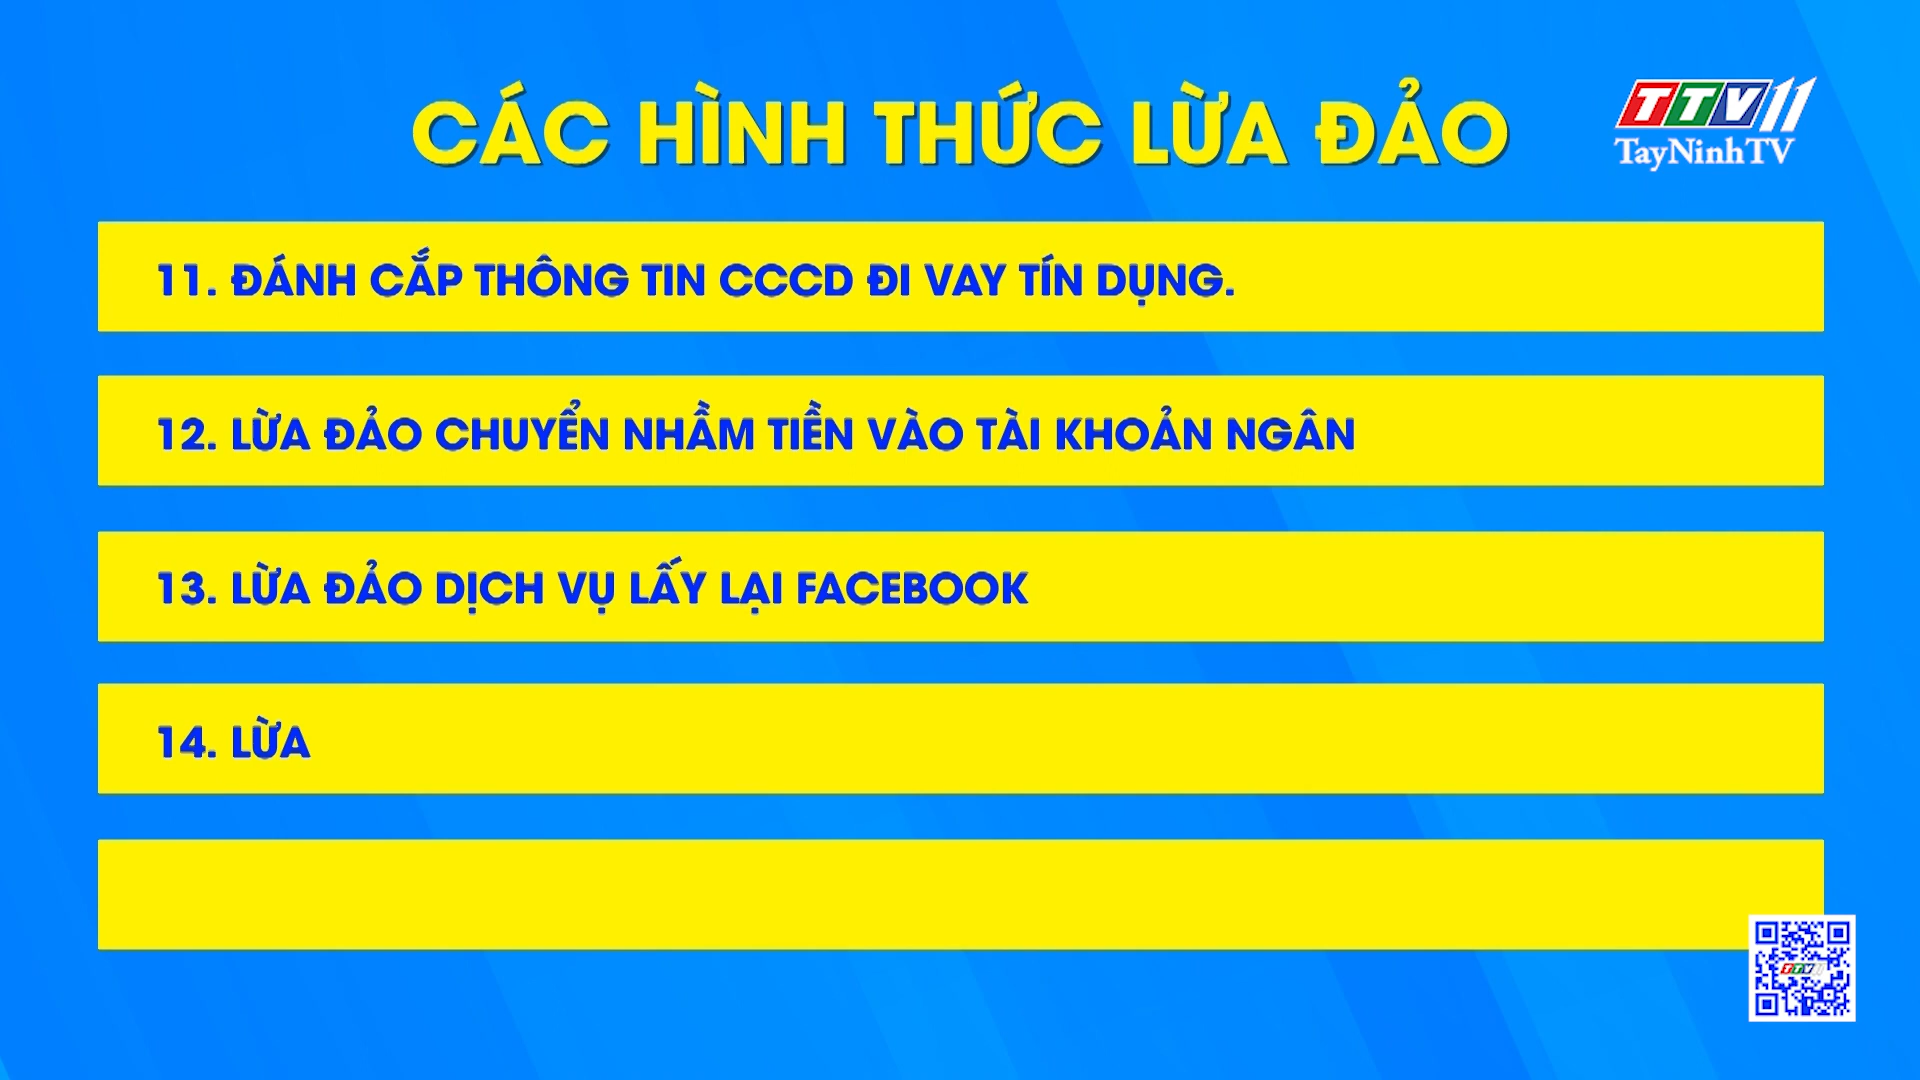 CÁC HÌNH THỨC LỪA ĐẢO
TTV11
TayNinhTV
11. ĐÁNH CẮP THÔNG TIN CCCD ĐI VAY TÍN DỤNG.
12. LỪA ĐẢO CHUYỂN NHẦM TIỀN VÀO TÀI KHOẢN NGÂN
13. LỪA ĐẢO DỊCH VỤ LẤY LẠI FACEBOOK
14. LỪA
TTV11